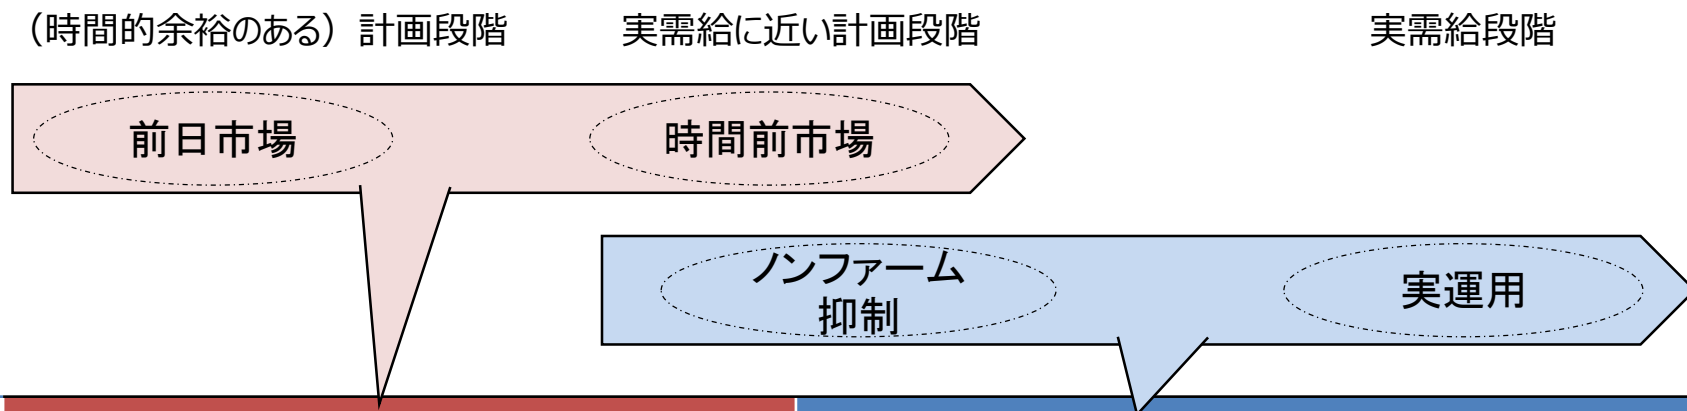 （時間的余裕のある）計画段階
実需給に近い計画段階
実需給段階
前日市場
時間前市場
ノンファーム
抑制
実運用